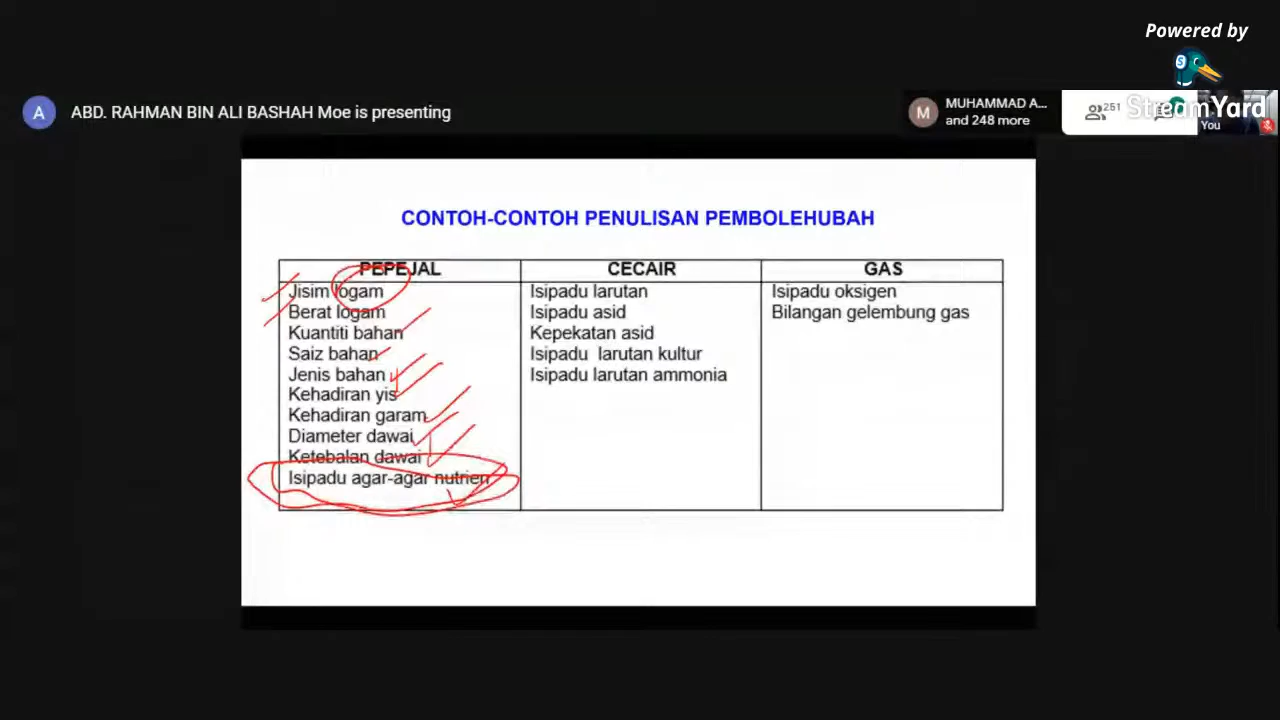 Powered by
StreamYard
A
ABD. RAHMAN BIN ALI BASHAH Moe is presenting
M
MUHAMMAD A...
and 248 more
251
You
CONTOH-CONTOH PENULISAN PEMBOLEHUBAH
PEPEJAL
Jisim logam
Berat logam
Kuantiti bahan
Saiz bahan
Jenis bahan
Kehadiran yis
Kehadiran garam
Diameter dawai
Ketebalan dawai
Isipadu agar-agar nutrien
CECAIR
Isipadu larutan
Isipadu asid
Kepekatan asid
Isipadu larutan kultur
Isipadu larutan ammonia
GAS
Isipadu oksigen
Bilangan gelembung gas